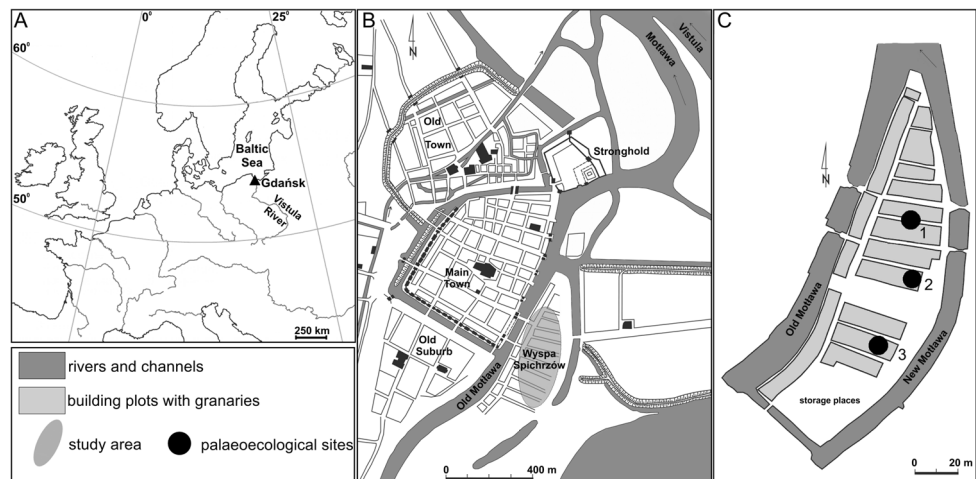 A
0°
25°
60°
50°
Baltic
Sea
Gdańsk
Vistula
River
250 km
rivers and channels
building plots with granaries
study area
palaeoecological sites
B
N
Motława
Vistula
Old
Town
Stronghold
Main
Town
Old
Suburb
Wyspa
Spichrzów
Old Motława
0
400 m
C
N
1
2
3
Old Motława
New Motława
storage places
0
20 m